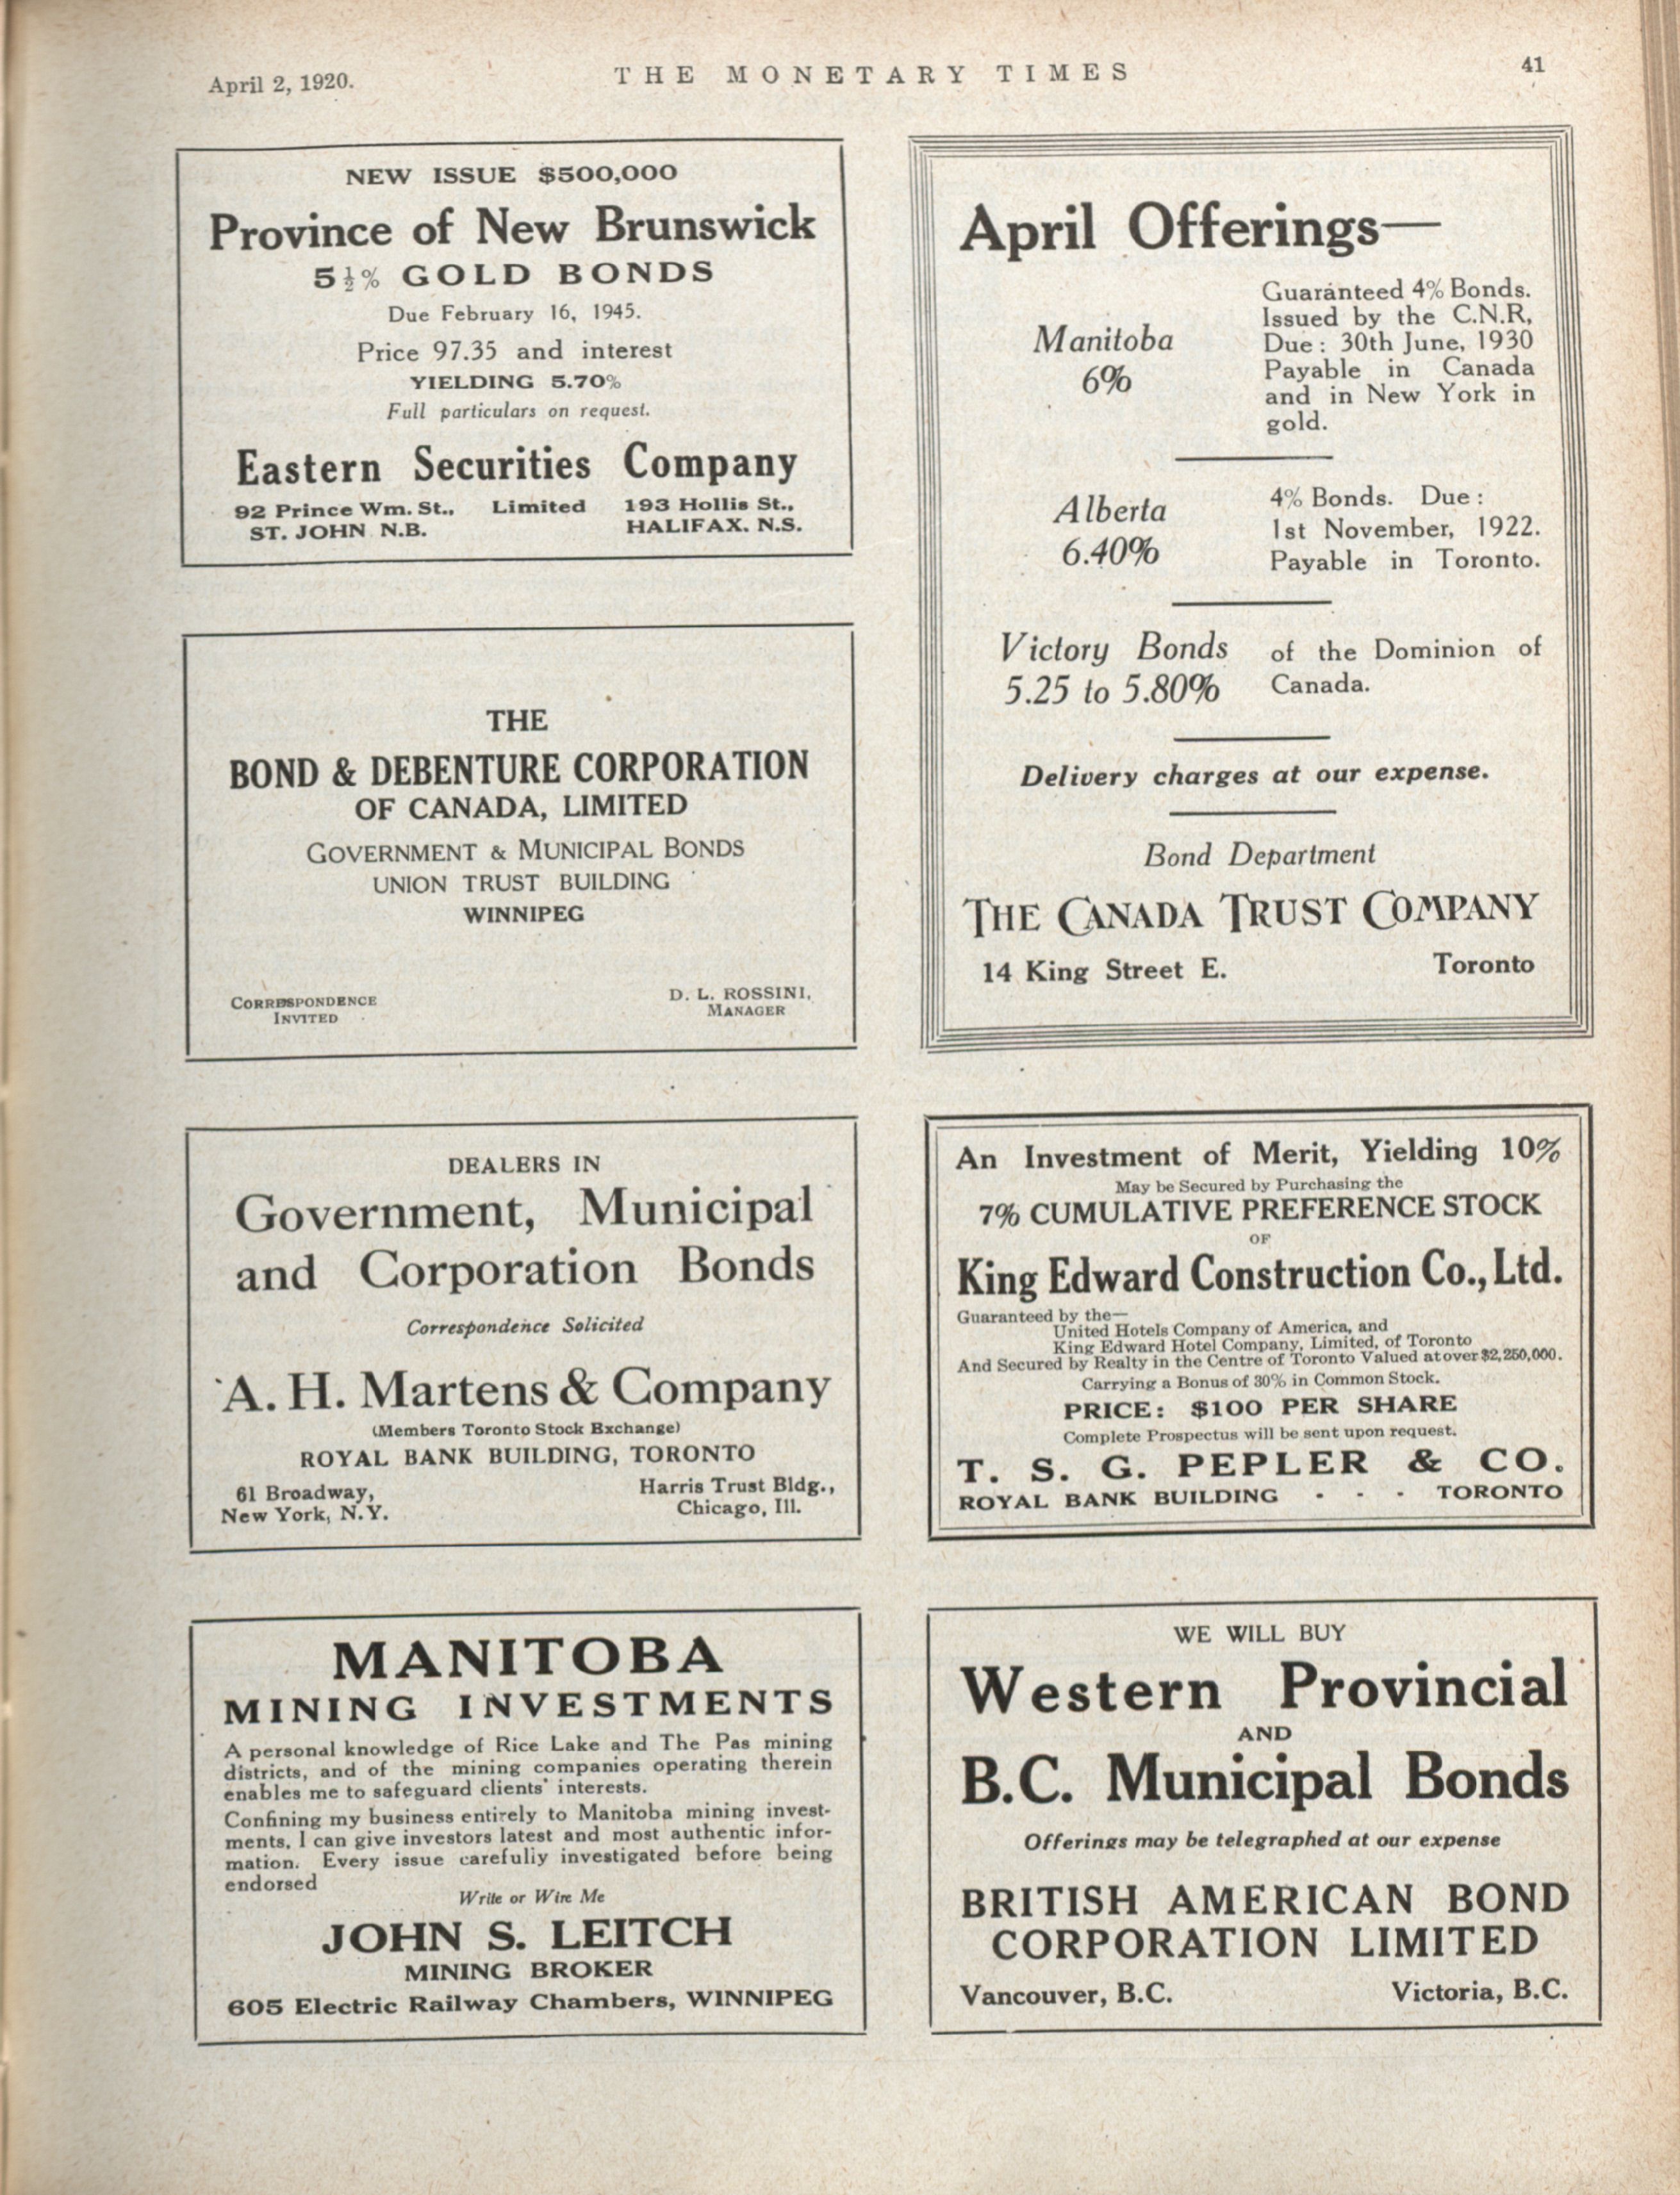 April 2, 1920.
THE MONETARY TIMES
41
NEW ISSUE $500,000
Province of New Brunswick
5½% GOLD BONDS
Due February 16, 1945.
Price 97.35 and interest
YIELDING 5.70%
Full particulars on request.
Eastern Securities Company
92 Prince Wm. St., Limited 193 Hollis St.,
ST. JOHN N.B. HALIFAX. N.S.
THE
BOND & DEBENTURE CORPORATION
OF CANADA, LIMITED
GOVERNMENT & MUNICIPAL BONDS
UNION TRUST BUILDING
WINNIPEG
CORRESPONDENCE
INVITED
D. L. ROSSINI,
MANAGER
DEALERS IN
Government, Municipal
and Corporation Bonds
Correspondence Solicited
A. H. Martens & Company
(Members Toronto Stock Exchange)
ROYAL BANK BUILDING, TORONTO
61 Broadway,
New York, N.Y.
Harris Trust Bldg.,
Chicago, Ill.
MANITOBA
MINING INVESTMENTS
A personal knowledge of Rice Lake and The Pas mining
districts, and of the mining companies operating therein
enables me to safeguard clients' interests.
Confining my business entirely to Manitoba mining invest-
ments, I can give investors latest and most authentic infor-
mation. Every issue carefully investigated before being
endorsed
Write or Wire Me
JOHN S. LEITCH
MINING BROKER
605 Electric Railway Chambers, WINNIPEG
April Offerings—
Manitoba
6%
Guaranteed 4% Bonds.
Issued by the C.N.R,
Due: 30th June, 1930
Payable in Canada
and in New York in
gold.
Alberta
6.40%
4% Bonds. Due:
1st November, 1922.
Payable in Toronto.
Victory Bonds
5.25 to 5.80%
of the Dominion of
Canada.
Delivery charges at our expense.
Bond Department
THE CANADA TRUST COMPANY
14 King Street E. Toronto
An Investment of Merit, Yielding 10%
May be Secured by Purchasing the
7% CUMULATIVE PREFERENCE STOCK
OF
King Edward Construction Co., Ltd.
Guaranteed by the—
United Hotels Company of America, and
King Edward Hotel Company, Limited, of Toronto
And Secured by Realty in the Centre of Toronto Valued at over $2,250,000.
Carrying a Bonus of 30% in Common Stock.
PRICE: $100 PER SHARE
Complete Prospectus will be sent upon request.
T. S. G. PEPLER & CO.
ROYAL BANK BUILDING - - - TORONTO
WE WILL BUY
Western Provincial
AND
B.C. Municipal Bonds
Offerings may be telegraphed at our expense
BRITISH AMERICAN BOND
CORPORATION LIMITED
Vancouver, B.C. Victoria, B.C.